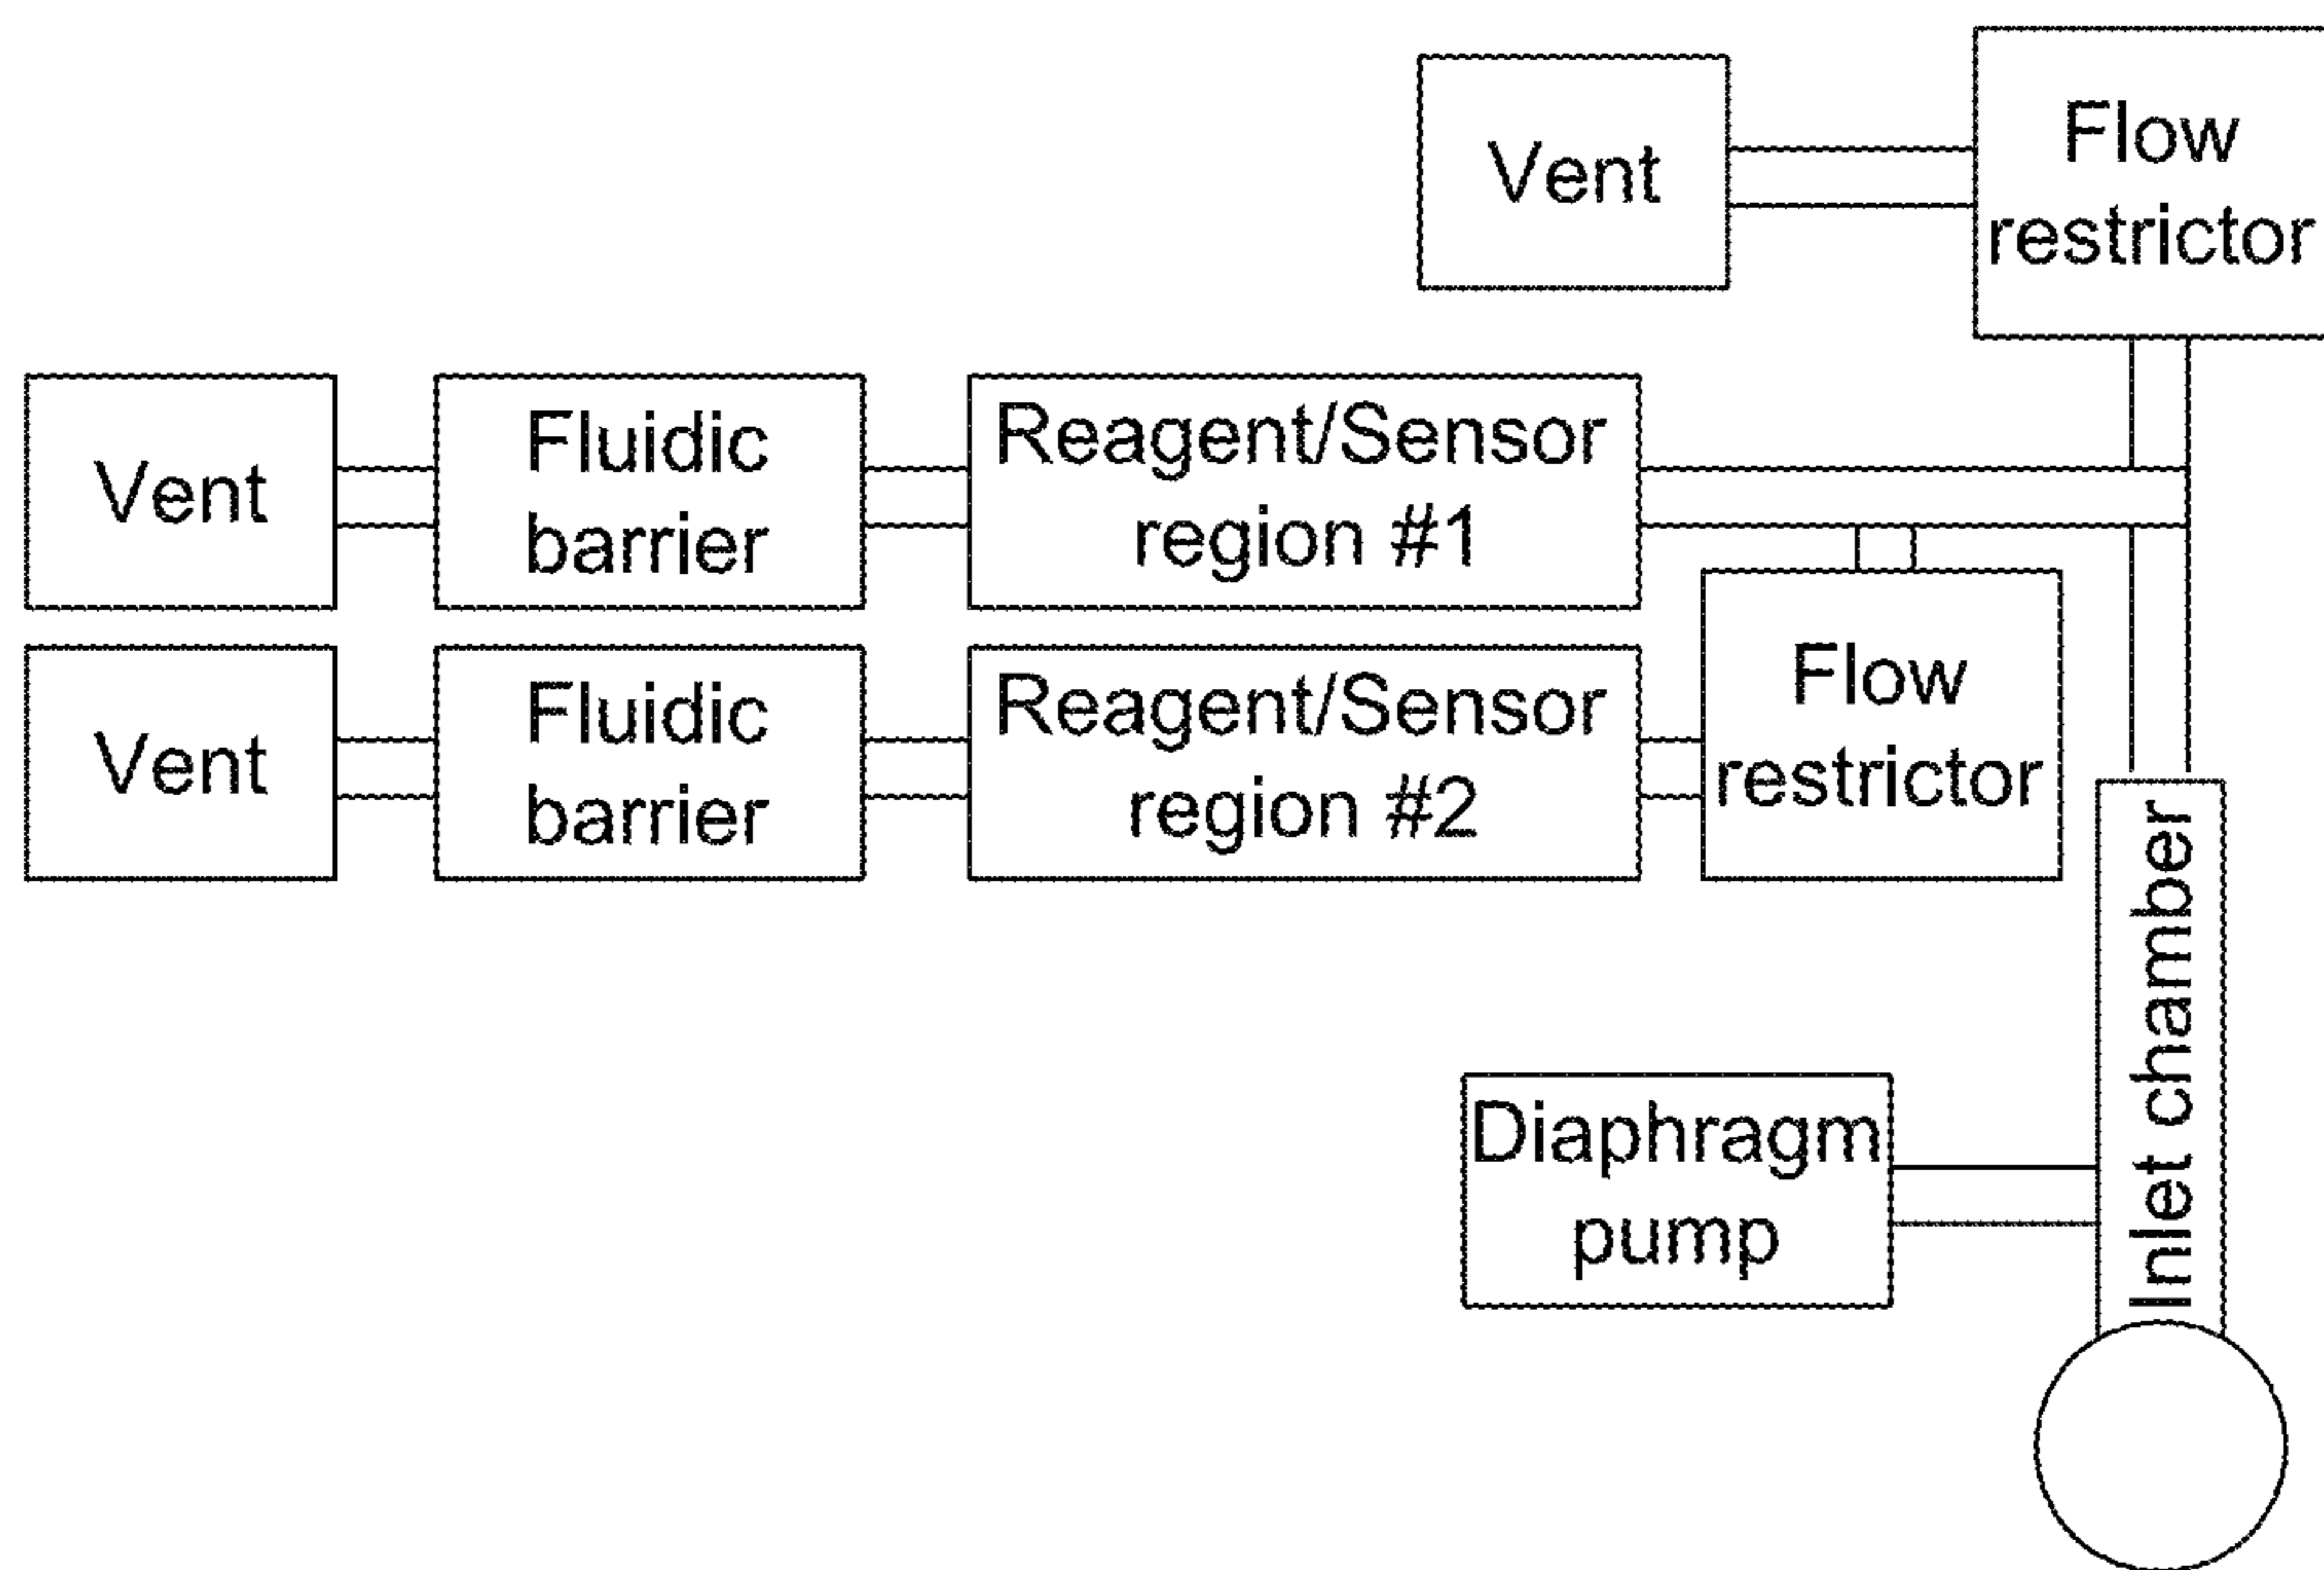 Vent
Flow
restrictor
Vent
Fluidic
barrier
Reagent/Sensor
region #1
Vent
Fluidic
barrier
Reagent/Sensor
region #2
Flow
restrictor
Inlet chamber
Diaphragm
pump